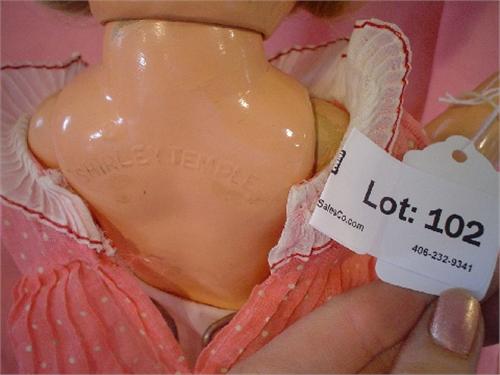 SHIRLEY TEMPLE
SalesCo.com
Lot: 102
406-232-9341